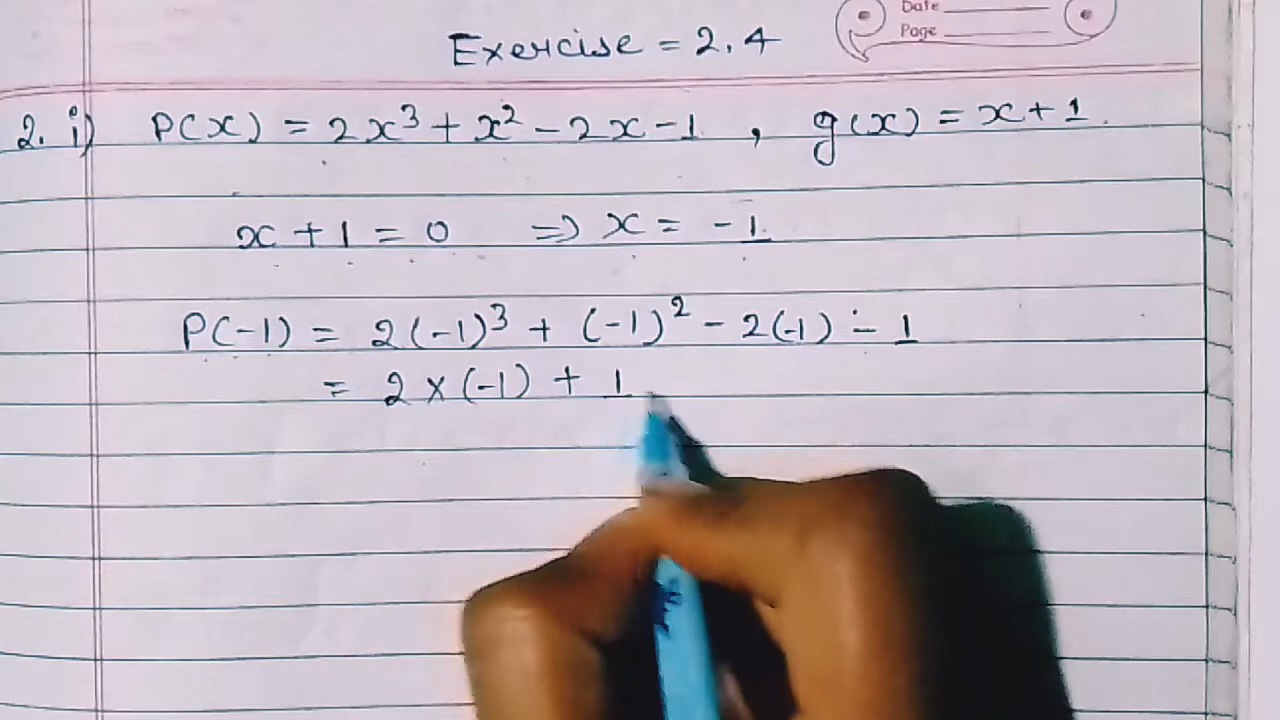 Date
Page
Exercise = 2.4
2. i) P(x) = 2x³ + x² - 2x - 1 , g(x) = x + 1.
x + 1 = 0 ⇒ x = -1
P(-1) = 2(-1)³ + (-1)² - 2(-1) - 1
= 2 × (-1) + 1